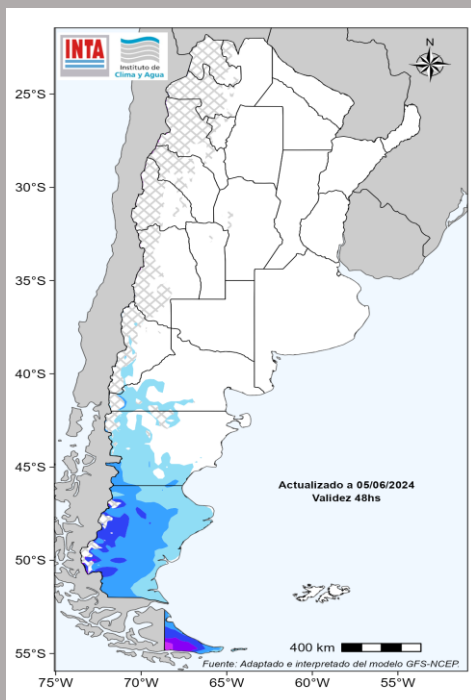 INTA
Instituto de
Clima y Agua
N
25°S
30°S
35°S
40°S
45°S
50°S
55°S
Actualizado a 05/06/2024
Validez 48hs
400 km
Fuente: Adaptado e interpretado del modelo GFS-NCEP.
75°W
70°W
65°W
60°W
55°W